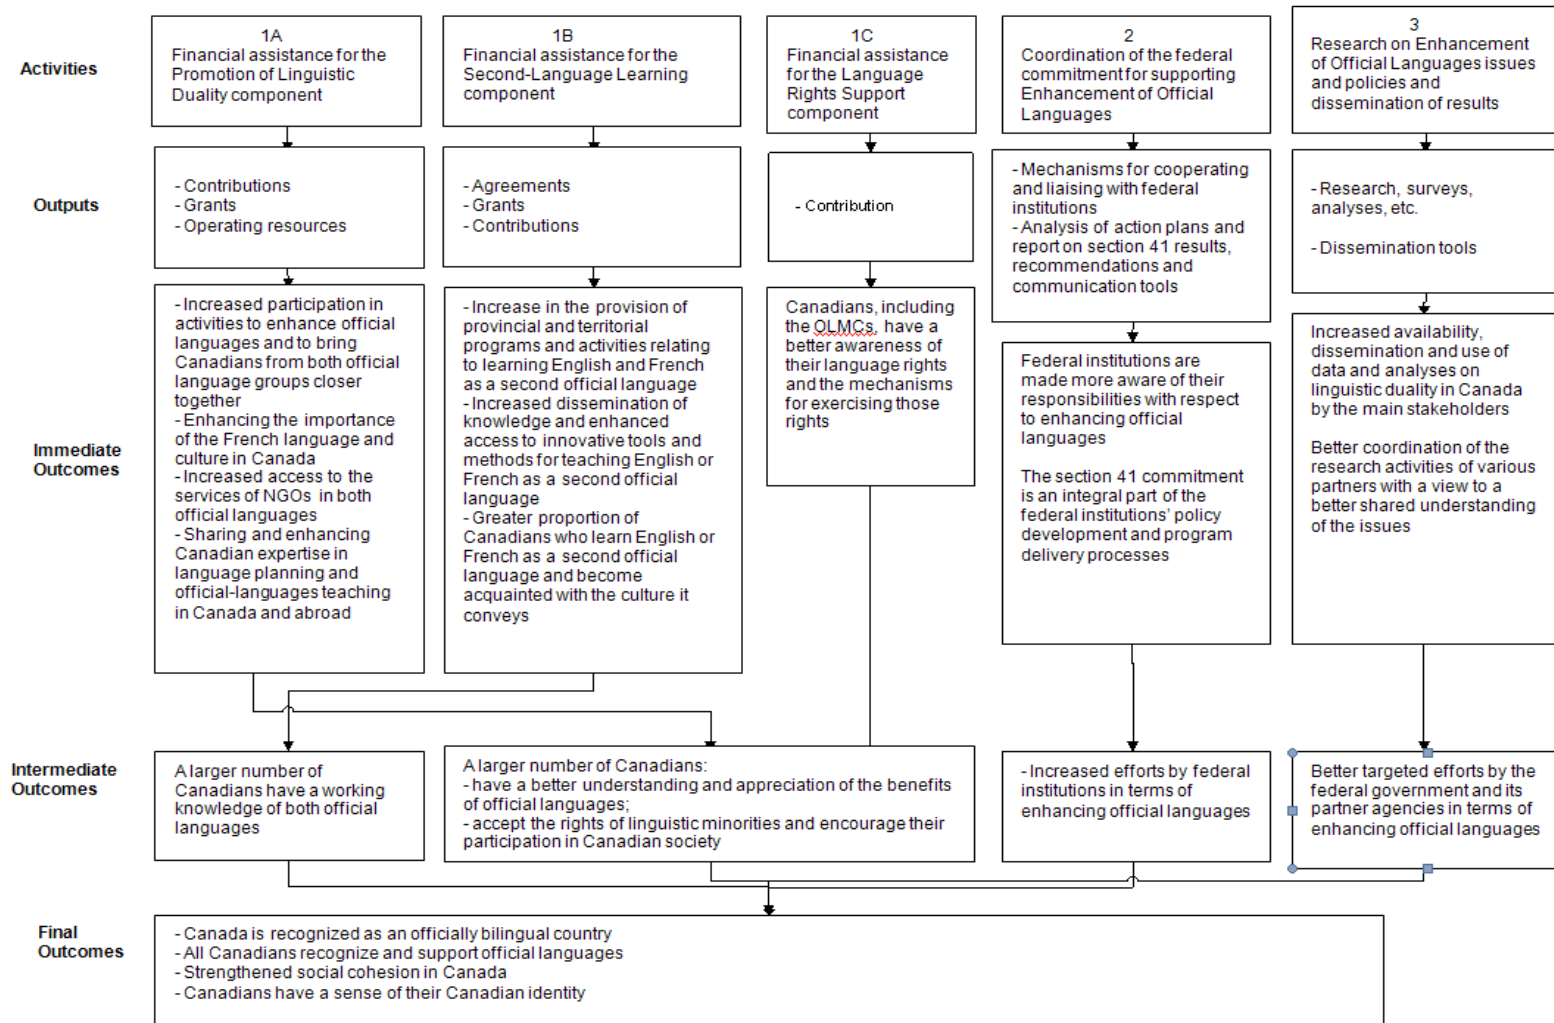 Activities
1A
Financial assistance for the
Promotion of Linguistic
Duality component
1B
Financial assistance for the
Second-Language Learning
component
1C
Financial assistance
for the Language
Rights Support
component
2
Coordination of the federal
commitment for supporting
Enhancement of Official
Languages
3
Research on Enhancement
of Official Languages issues
and policies and
dissemination of results
Outputs
- Contributions
- Grants
- Operating resources
- Agreements
- Grants
- Contributions
- Contribution
- Mechanisms for cooperating
and liaising with federal
institutions
- Analysis of action plans and
report on section 41 results,
recommendations and
communication tools
- Research, surveys,
analyses, etc.
- Dissemination tools
Immediate
Outcomes
- Increased participation in
activities to enhance official
languages and to bring
Canadians from both official
language groups closer
together
- Enhancing the importance
of the French language and
culture in Canada
- Increased access to the
services of NGOs in both
official languages
- Sharing and enhancing
Canadian expertise in
language planning and
official-languages teaching
in Canada and abroad
- Increase in the provision of
provincial and territorial
programs and activities relating
to learning English and French
as a second official language
- Increased dissemination of
knowledge and enhanced
access to innovative tools and
methods for teaching English or
French as a second official
language
- Greater proportion of
Canadians who learn English or
French as a second official
language and become
acquainted with the culture it
conveys
Canadians, including
the OLMCs, have a
better awareness of
their language rights
and the mechanisms
for exercising those
rights
Federal institutions are
made more aware of their
responsibilities with respect
to enhancing official
languages
The section 41 commitment
is an integral part of the
federal institutions' policy
development and program
delivery processes
Increased availability,
dissemination and use of
data and analyses on
linguistic duality in Canada
by the main stakeholders
Better coordination of the
research activities of various
partners with a view to a
better shared understanding
of the issues
Intermediate
Outcomes
A larger number of
Canadians have a working
knowledge of both official
languages
A larger number of Canadians:
- have a better understanding and appreciation of the benefits
of official languages;
- accept the rights of linguistic minorities and encourage their
participation in Canadian society
- Increased efforts by federal
institutions in terms of
enhancing official languages
Better targeted efforts by the
federal government and its
partner agencies in terms of
enhancing official languages
Final
Outcomes
- Canada is recognized as an officially bilingual country
- All Canadians recognize and support official languages
- Strengthened social cohesion in Canada
- Canadians have a sense of their Canadian identity